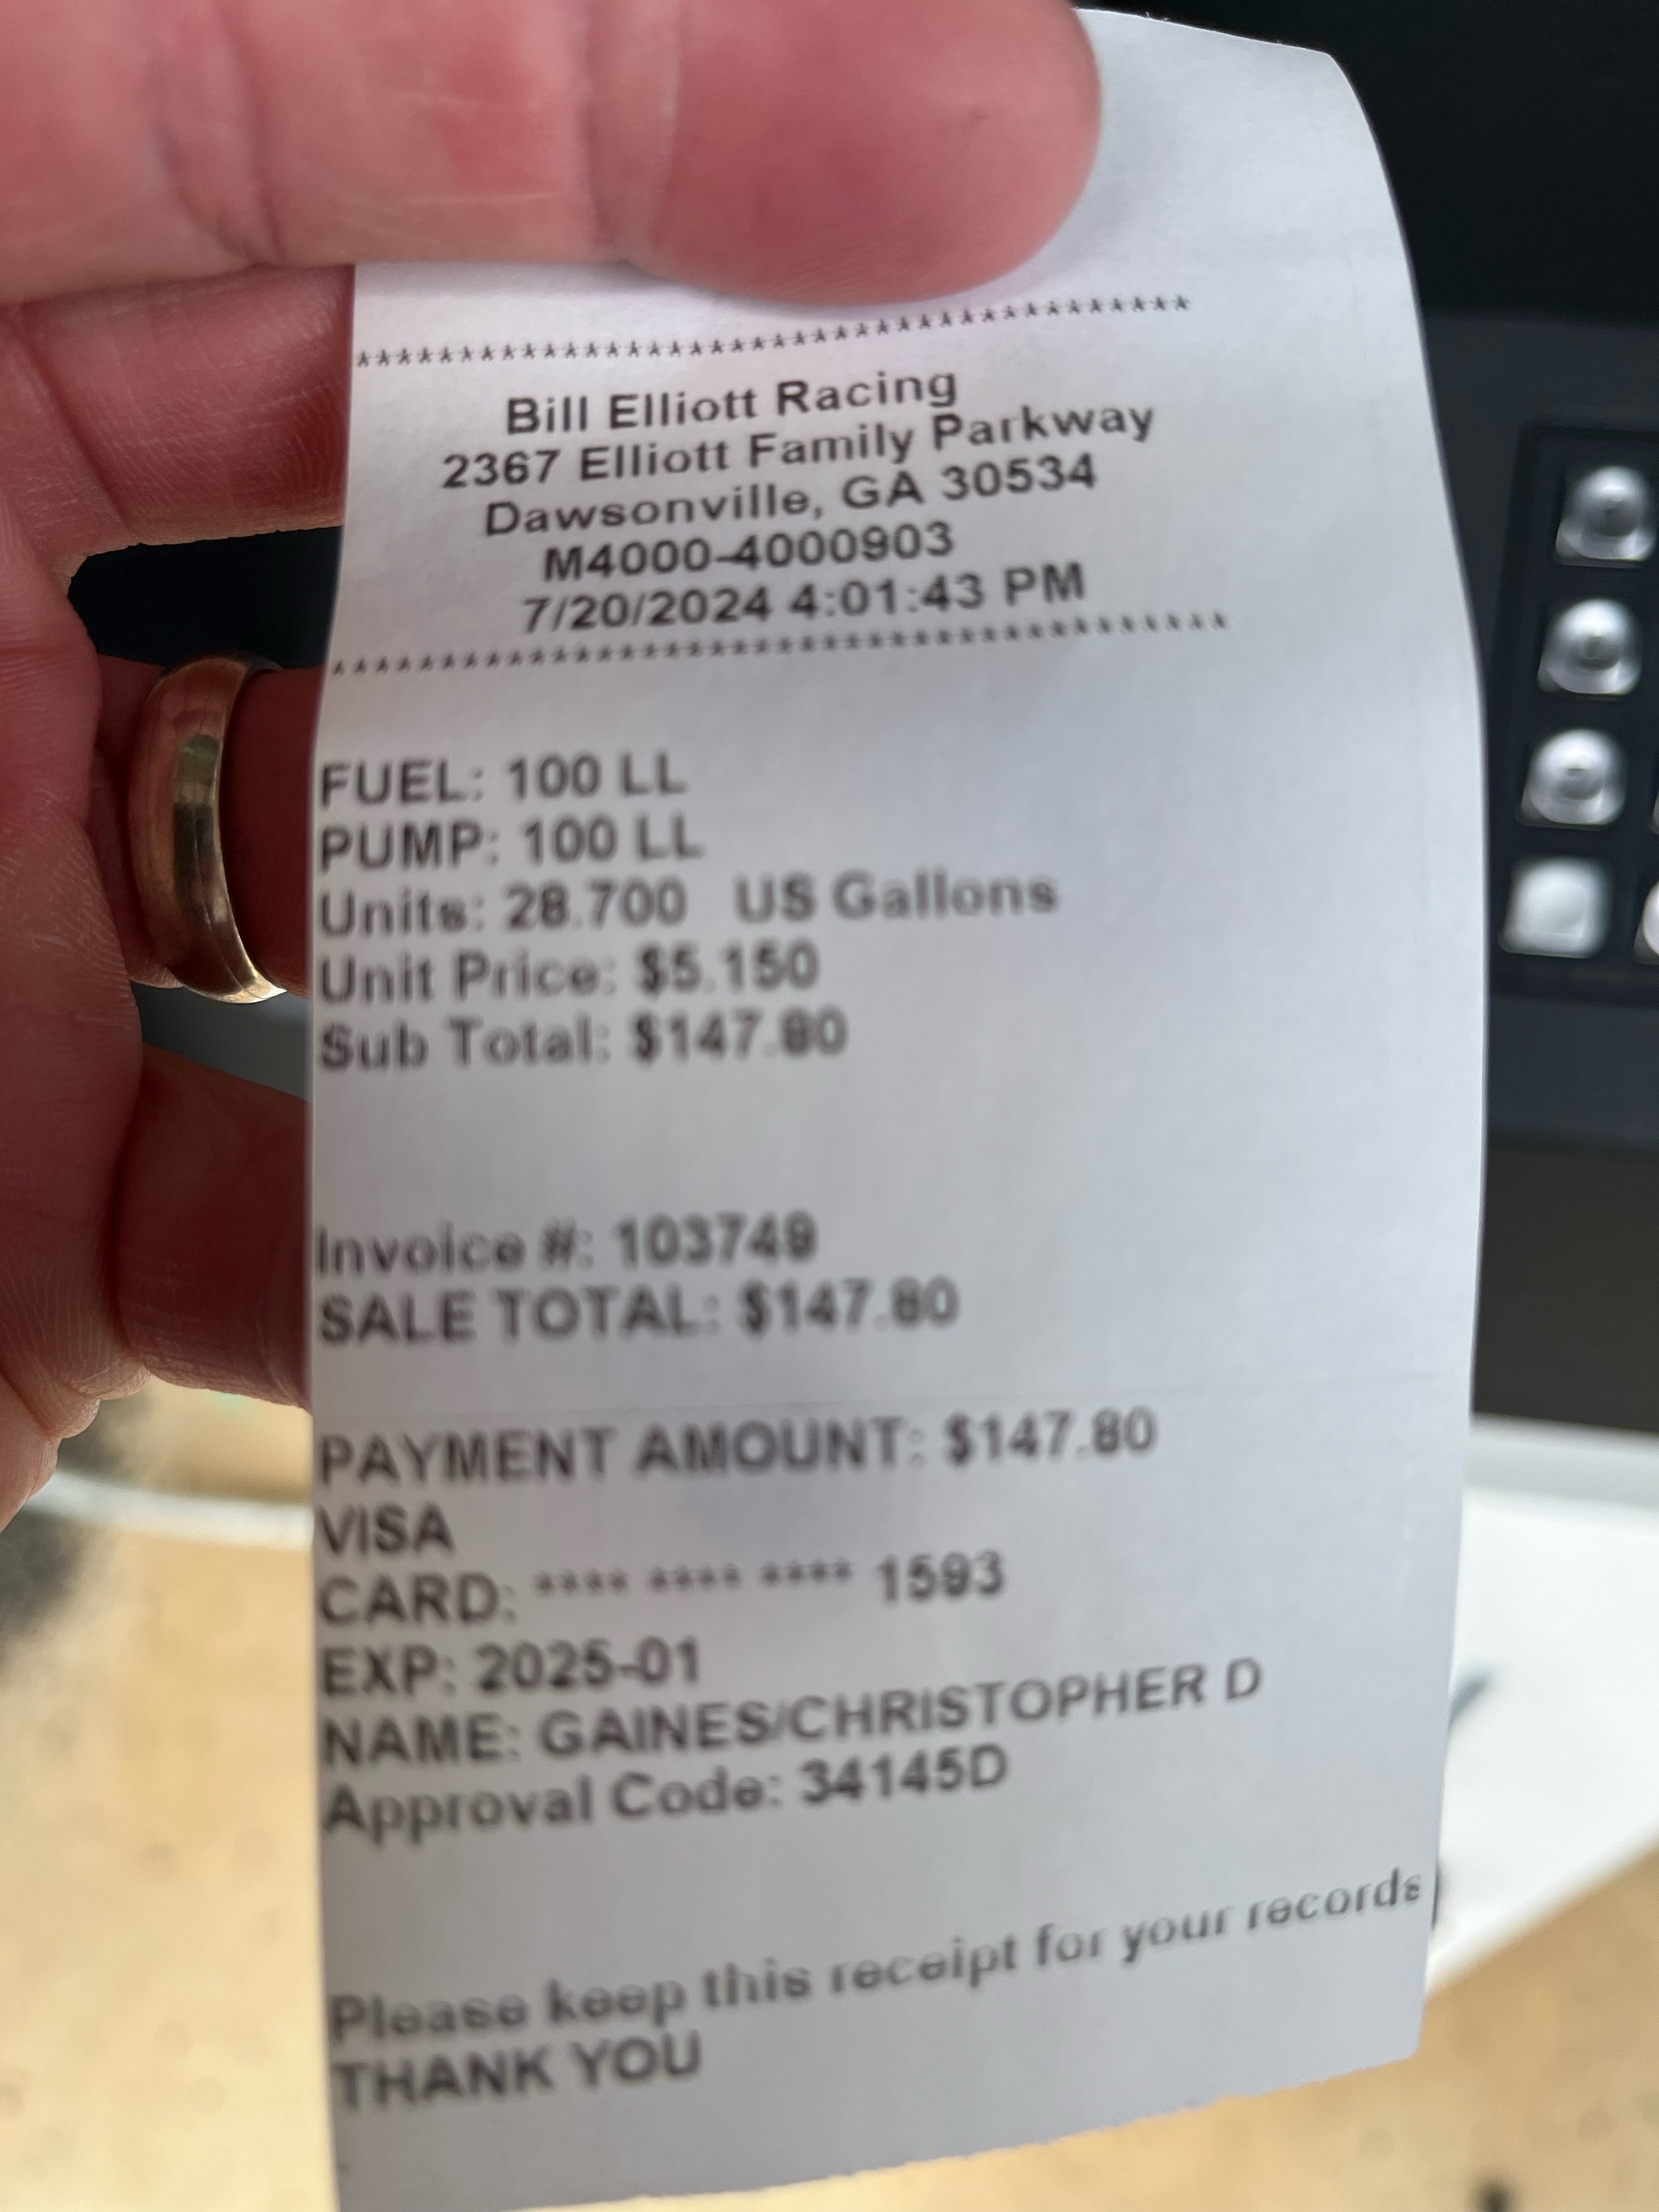 ****************************************
Bill Elliott Racing
2367 Elliott Family Parkway
Dawsonville, GA 30534
M4000-4000903
7/20/2024 4:01:43 PM
****************************************
FUEL: 100 LL
PUMP: 100 LL
Units: 28.700 US Gallons
Unit Price: $5.150
Sub Total: $147.80
Invoice #: 103749
SALE TOTAL: $147.80
PAYMENT AMOUNT: $147.80
VISA
CARD: **** **** **** 1593
EXP: 2025-01
NAME: GAINES/CHRISTOPHER D
Approval Code: 34145D
Please keep this receipt for your records
THANK YOU